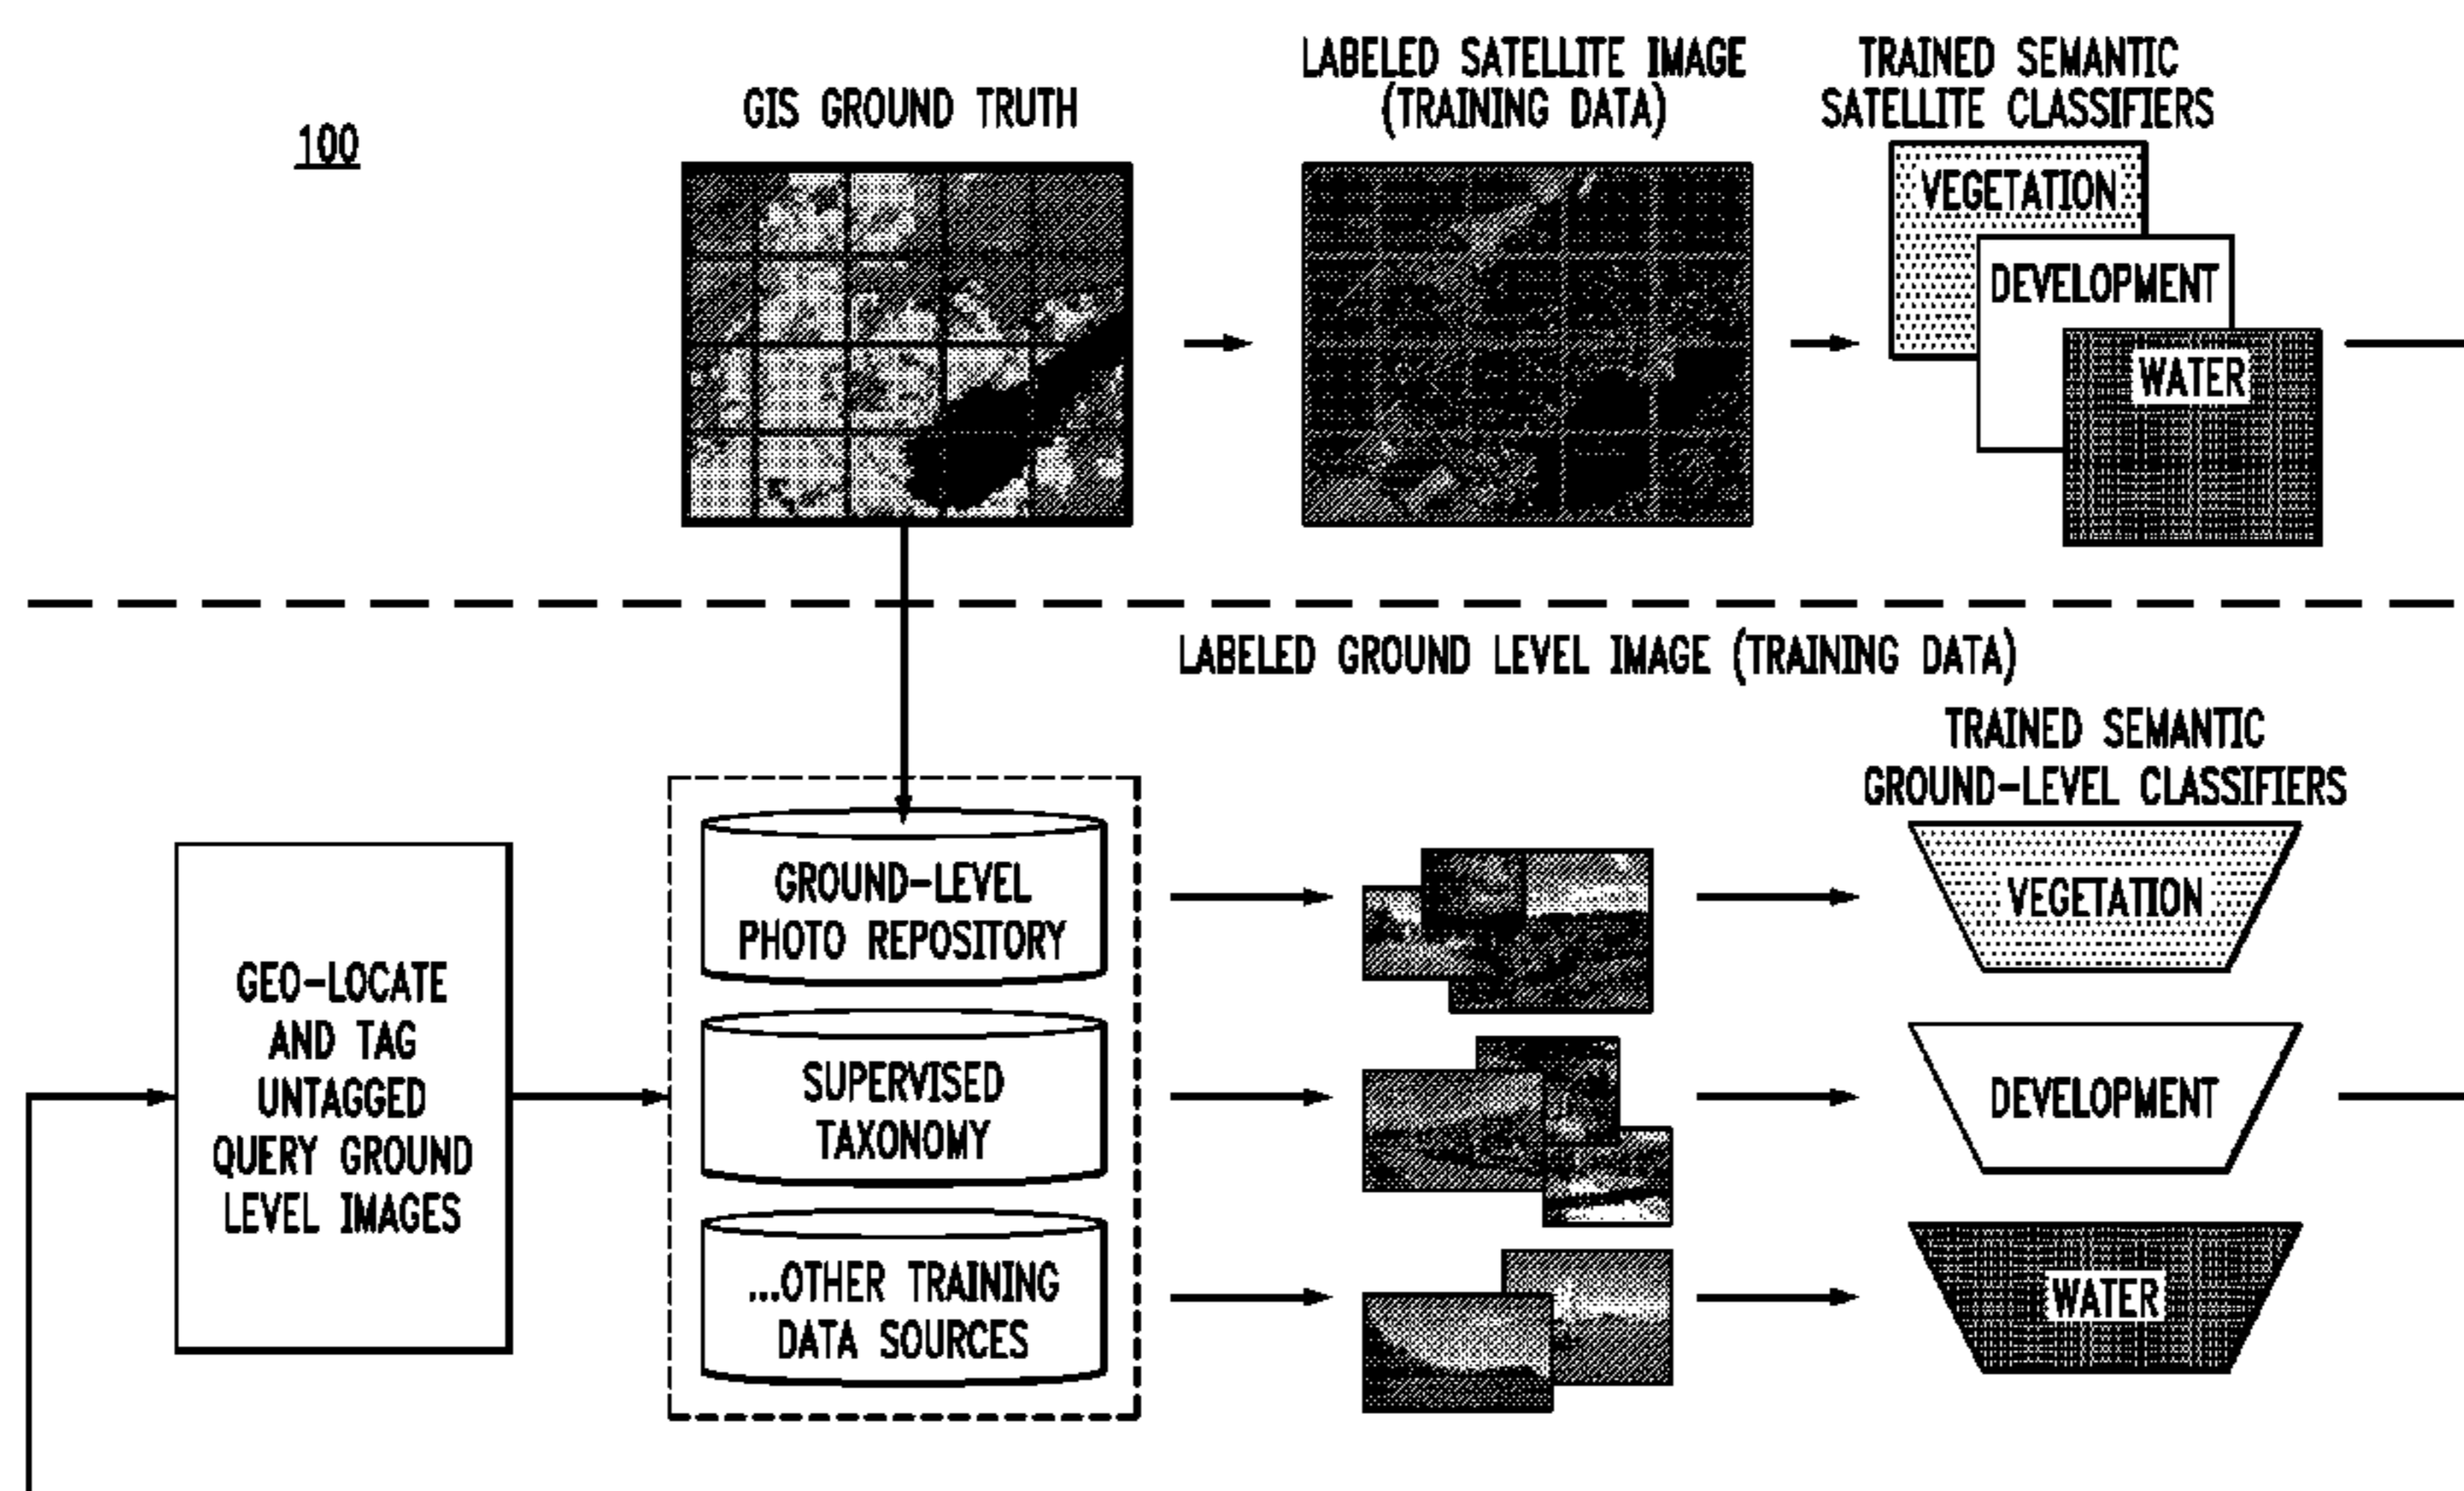 100
GIS GROUND TRUTH
LABELED SATELLITE IMAGE
(TRAINING DATA)
TRAINED SEMANTIC
SATELLITE CLASSIFIERS
VEGETATION
DEVELOPMENT
WATER
LABELED GROUND LEVEL IMAGE (TRAINING DATA)
TRAINED SEMANTIC
GROUND-LEVEL CLASSIFIERS
GEO-LOCATE
AND TAG
UNTAGGED
QUERY GROUND
LEVEL IMAGES
GROUND-LEVEL
PHOTO REPOSITORY
SUPERVISED
TAXONOMY
...OTHER TRAINING
DATA SOURCES
VEGETATION
DEVELOPMENT
WATER